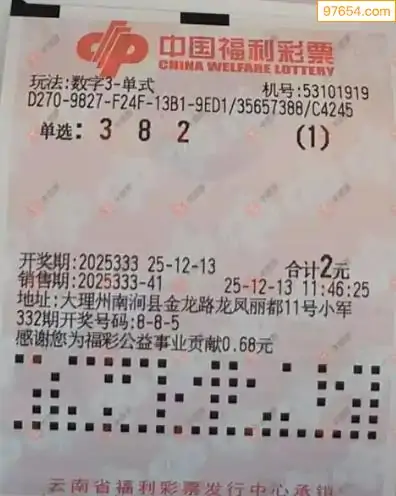 97654.com
中国福利彩票
CHINA WELFARE LOTTERY
玩法:数字3-单式 机号:53101919
D270-9827-F24F-13B1-9ED1/35657388/C4245
单选: 3 8 2 (1)
开奖期:2025333 25-12-13 合计2元
销售期:2025333-41 25-12-13 11:46:25
地址:大理州南涧县金龙路龙凤丽都11号小军
332期开奖号码:8-8-5
感谢您为福彩公益事业贡献0.68元
云南省福利彩票发行中心承销